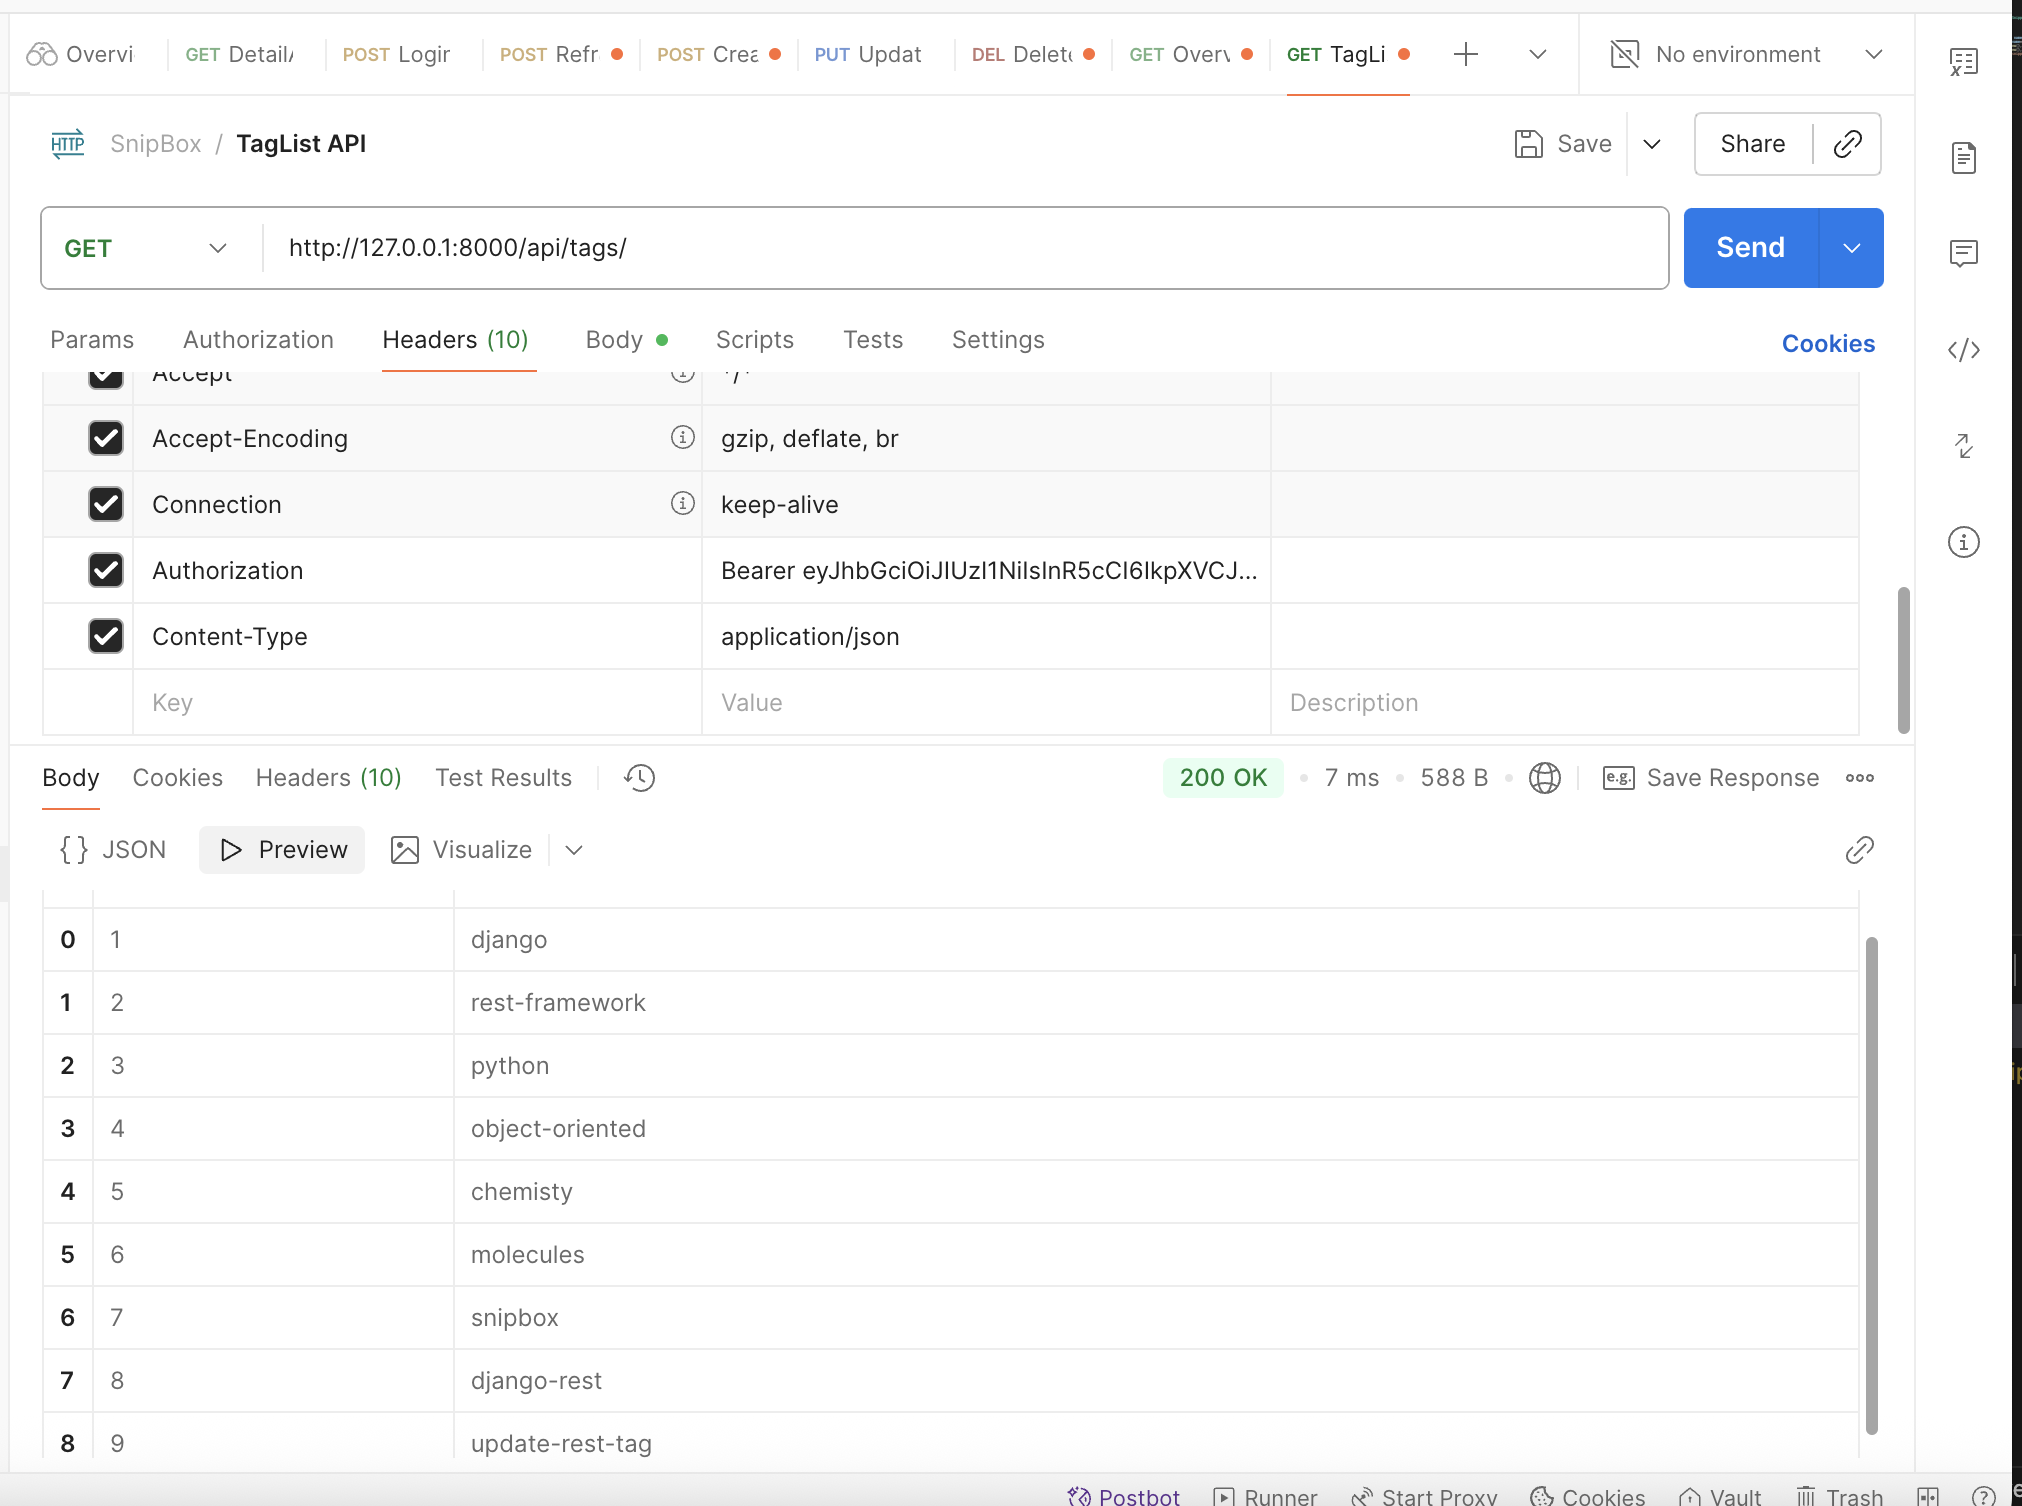 Overvi GET Detail POST Login POST Refr POST Crea PUT Updat DEL Delete GET Overv GET TagLi No environment
HTTP SnipBox / TagList API Save Share
GET http://127.0.0.1:8000/api/tags/ Send
Params Authorization Headers (10) Body Scripts Tests Settings Cookies
Accept */*
Accept-Encoding gzip, deflate, br
Connection keep-alive
Authorization Bearer eyJhbGciOiJIUzI1NiIsInR5cCI6IkpXVCJ...
Content-Type application/json
Key Value Description
Body Cookies Headers (10) Test Results 200 OK • 7 ms • 588 B • e.g. Save Response
{} JSON Preview Visualize
0 1 django
1 2 rest-framework
2 3 python
3 4 object-oriented
4 5 chemisty
5 6 molecules
6 7 snipbox
7 8 django-rest
8 9 update-rest-tag
Postbot Runner Start Proxy Cookies Vault Trash